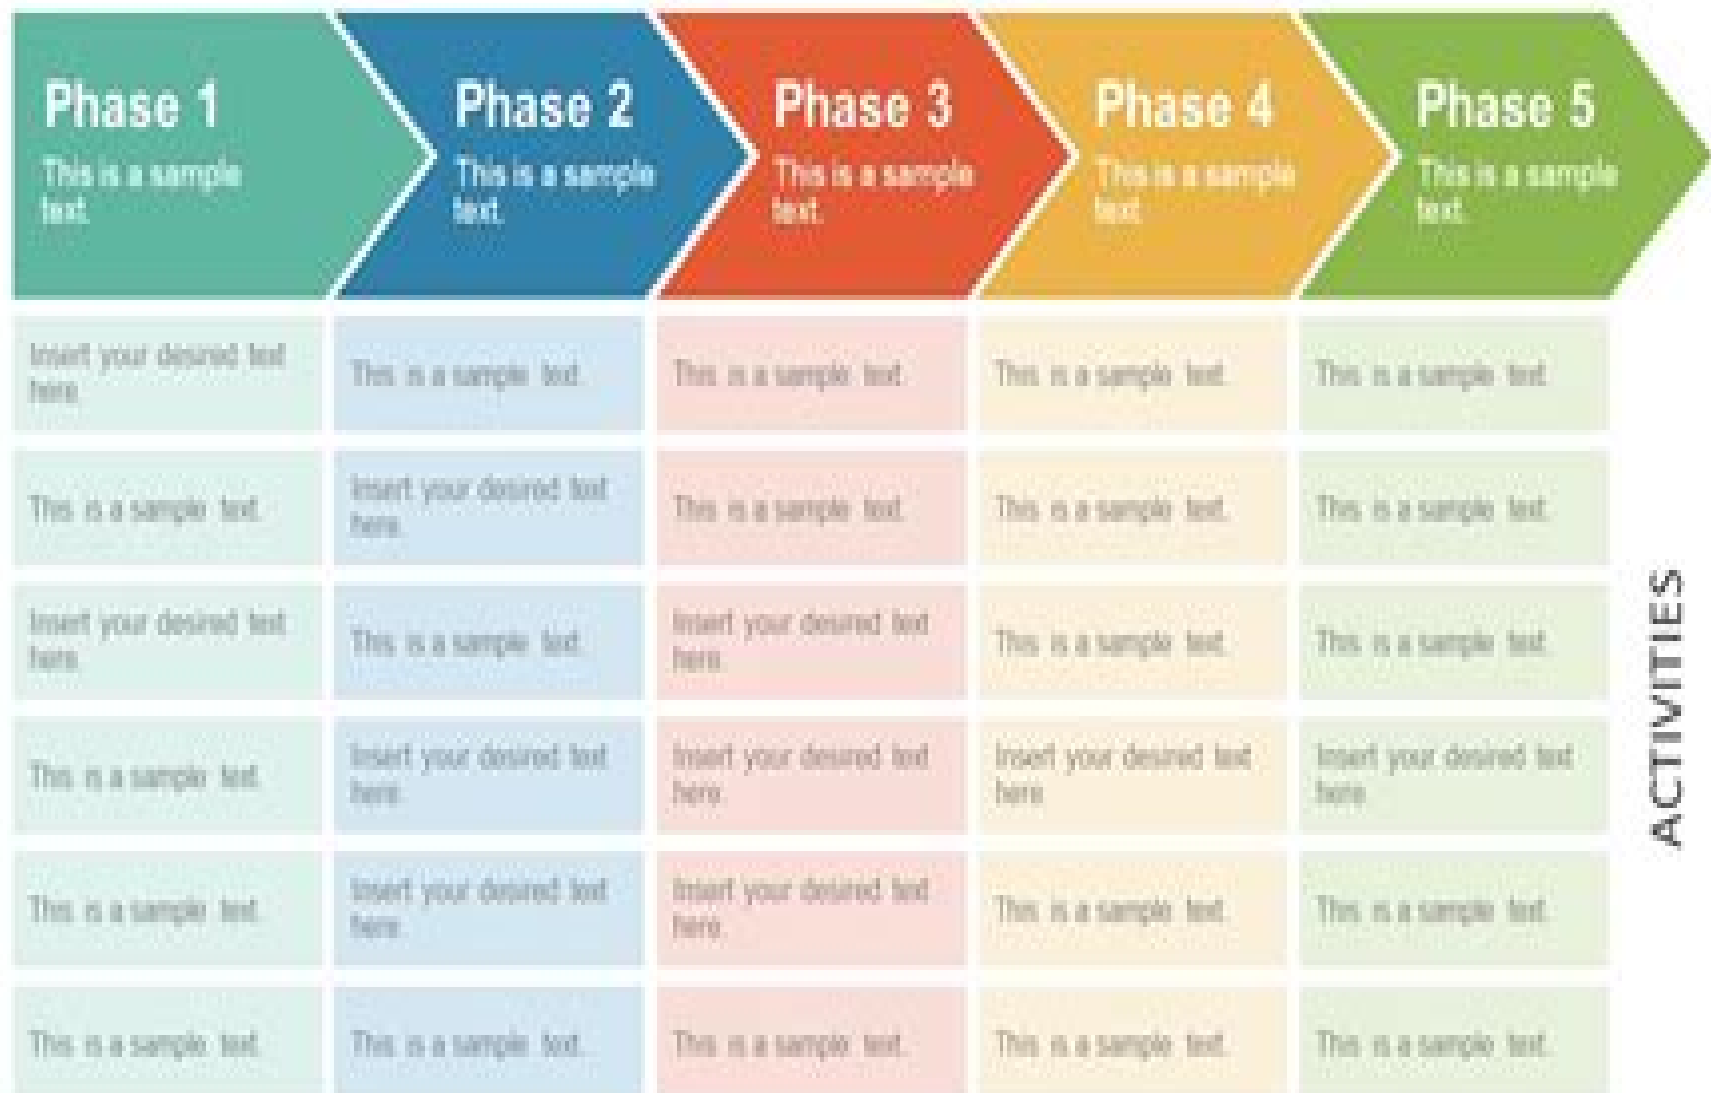 Phase 1
This is a sample
text.
Phase 2
This is a sample
text.
Phase 3
This is a sample
text.
Phase 4
This is a sample
text.
Phase 5
This is a sample
text.
Insert your desired text
here.
This is a sample text.
This is a sample text.
This is a sample text.
This is a sample text.
This is a sample text.
Insert your desired text
here.
This is a sample text.
This is a sample text.
This is a sample text.
Insert your desired text
here.
This is a sample text.
Insert your desired text
here.
This is a sample text.
This is a sample text.
This is a sample text.
Insert your desired text
here.
Insert your desired text
here.
Insert your desired text
here.
Insert your desired text
here.
This is a sample text.
Insert your desired text
here.
Insert your desired text
here.
This is a sample text.
This is a sample text.
This is a sample text.
This is a sample text.
This is a sample text.
This is a sample text.
This is a sample text.
ACTIVITIES